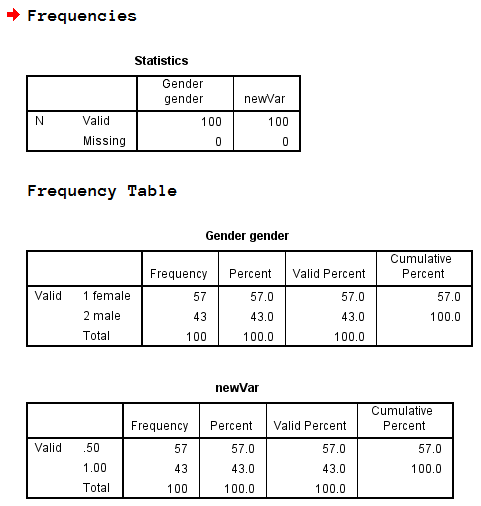 Frequencies
Statistics
Gender gender newVar
N Valid 100 100
Missing 0 0
Frequency Table
Gender gender
Frequency Percent Valid Percent Cumulative Percent
Valid 1 female 57 57.0 57.0 57.0
2 male 43 43.0 43.0 100.0
Total 100 100.0 100.0
newVar
Frequency Percent Valid Percent Cumulative Percent
Valid .50 57 57.0 57.0 57.0
1.00 43 43.0 43.0 100.0
Total 100 100.0 100.0